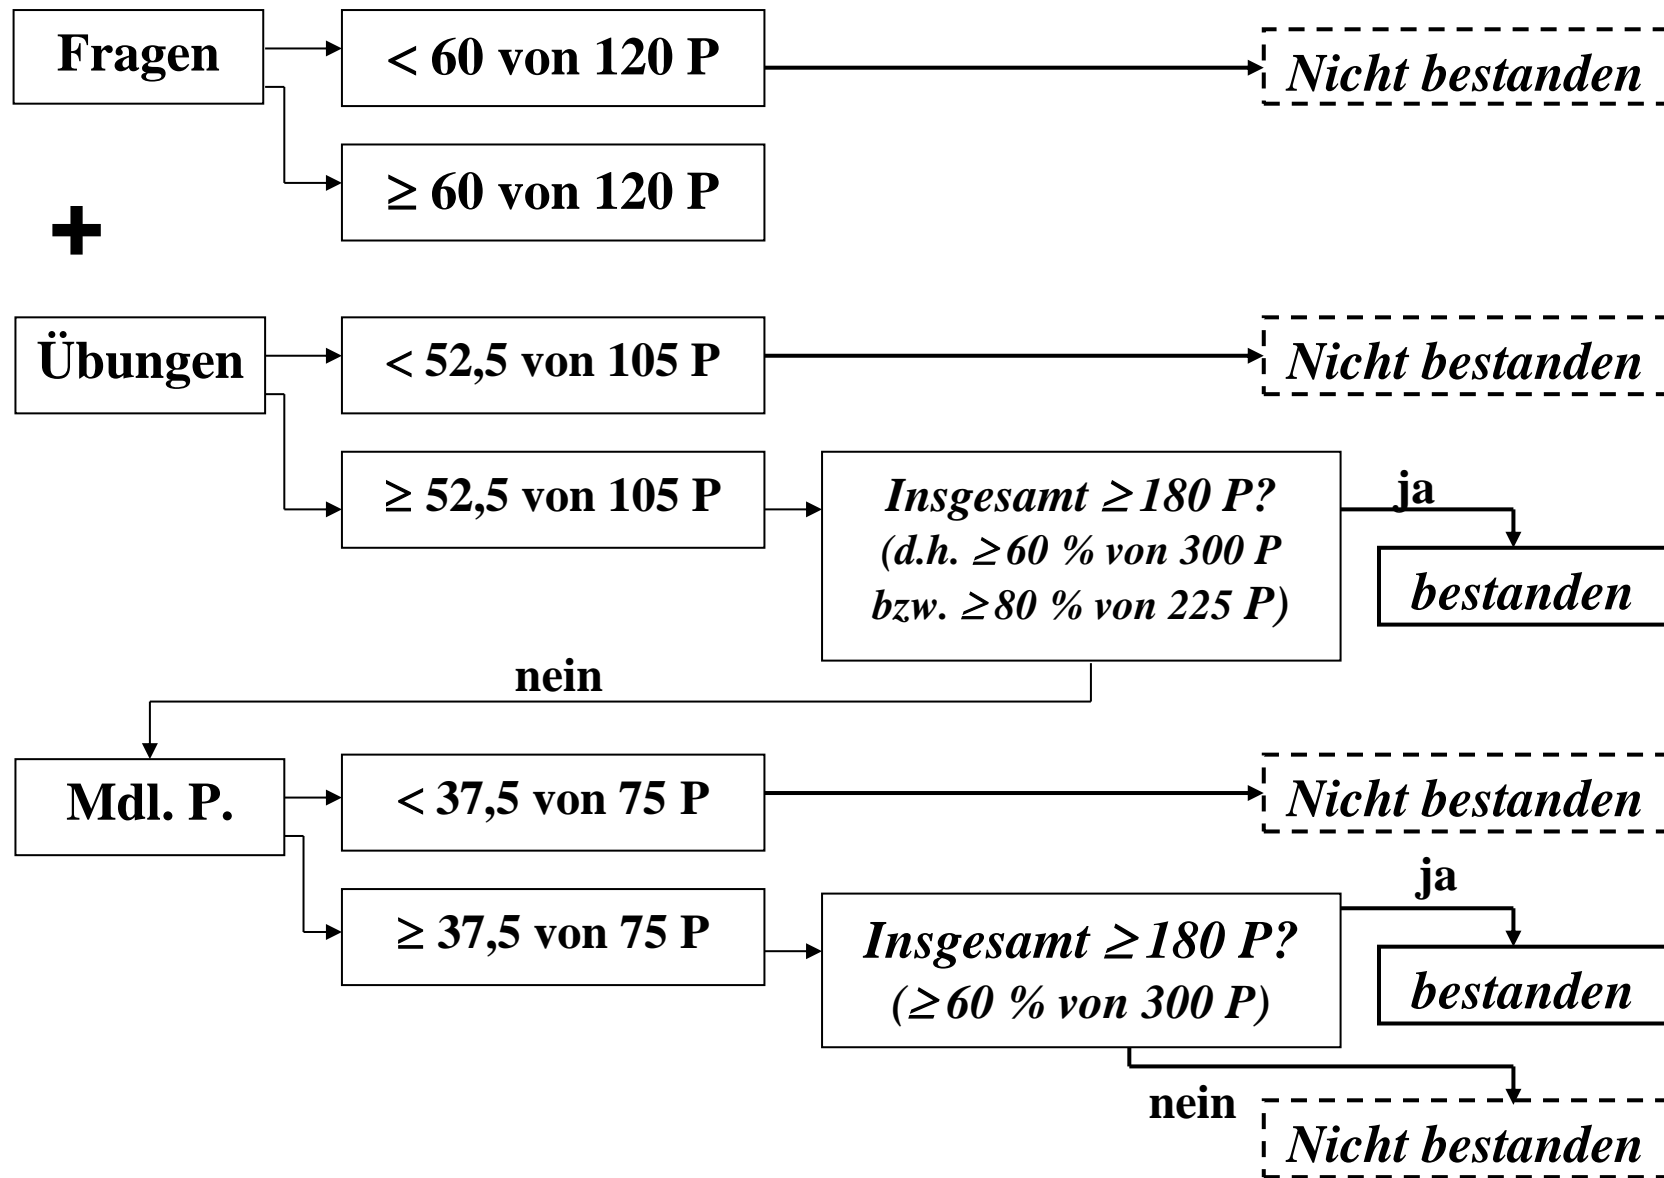 Fragen
< 60 von 120 P
Nicht bestanden
≥ 60 von 120 P
+
Übungen
< 52,5 von 105 P
Nicht bestanden
≥ 52,5 von 105 P
Insgesamt ≥ 180 P?
(d.h. ≥ 60 % von 300 P
bzw. ≥ 80 % von 225 P)
ja
bestanden
nein
Mdl. P.
< 37,5 von 75 P
Nicht bestanden
≥ 37,5 von 75 P
Insgesamt ≥ 180 P?
(≥ 60 % von 300 P)
ja
bestanden
nein
Nicht bestanden